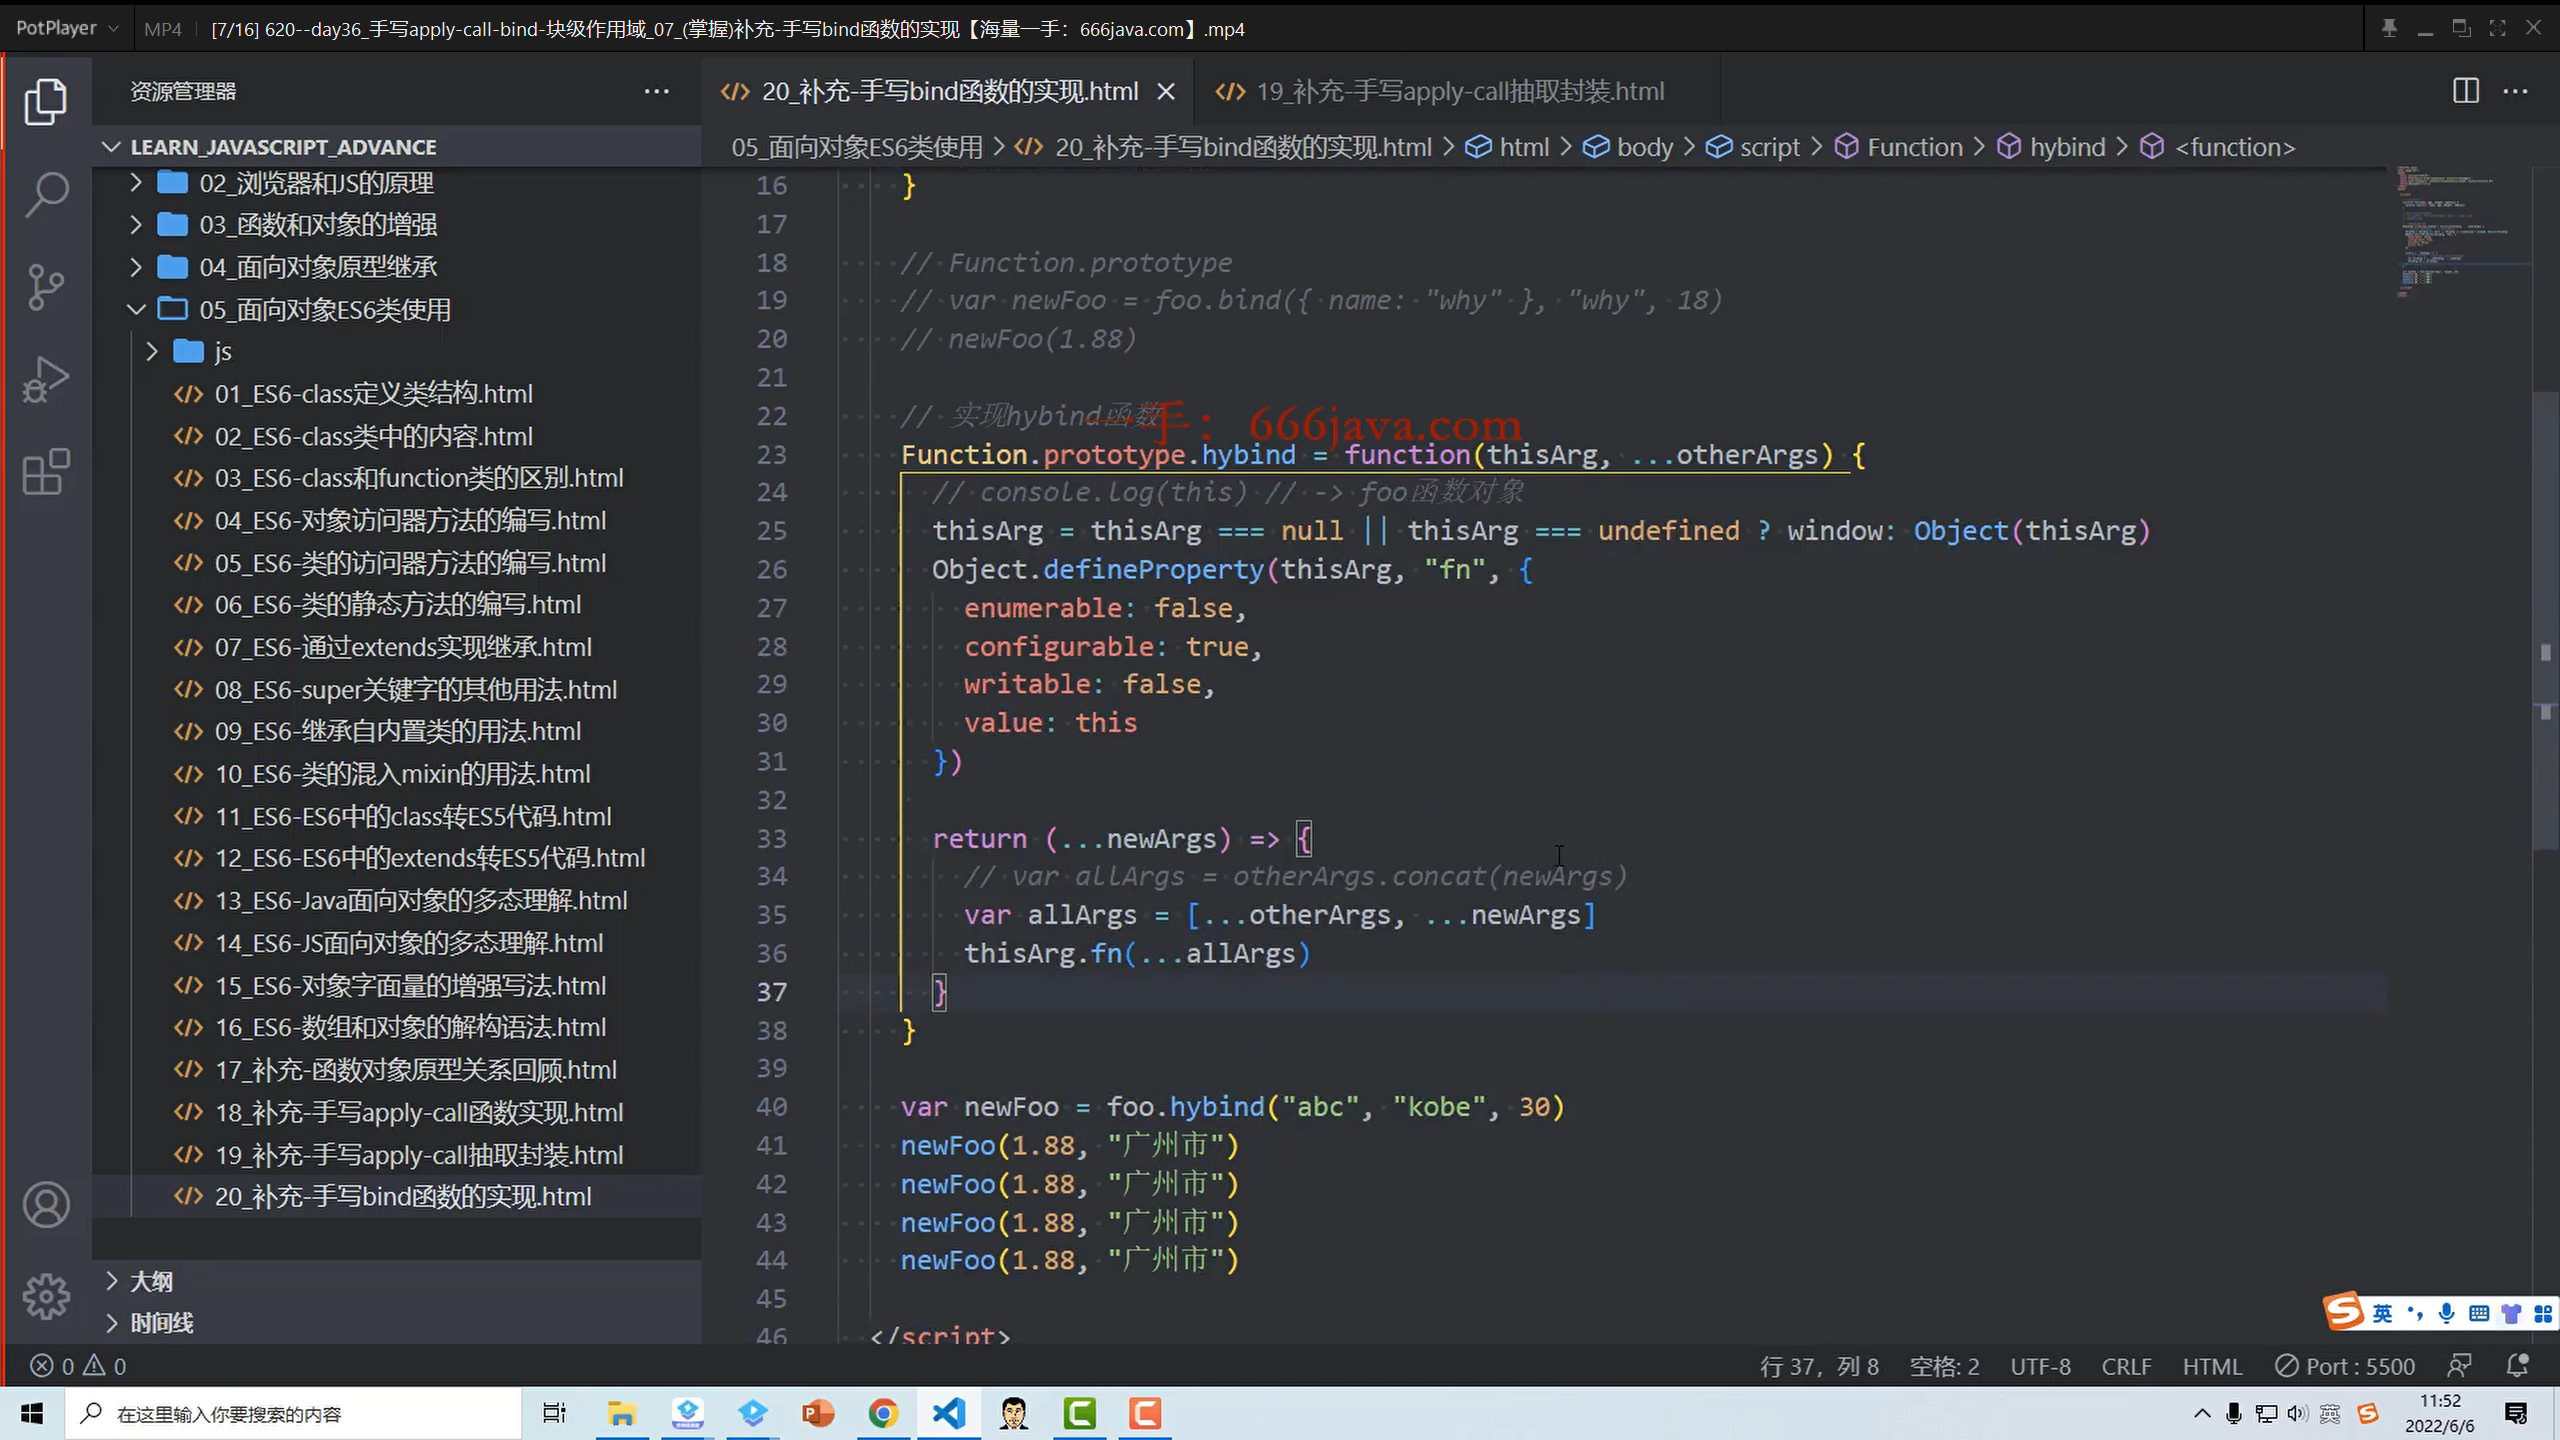 PotPlayer MP4 [7/16] 620--day36_手写apply-call-bind-块级作用域_07_(掌握)补充-手写bind函数的实现【海量一手：666java.com】.mp4
资源管理器 ···
LEARN_JAVASCRIPT_ADVANCE
02_浏览器和JS的原理
03_函数和对象的增强
04_面向对象原型继承
05_面向对象ES6类使用
js
01_ES6-class定义类结构.html
02_ES6-class类中的内容.html
03_ES6-class和function类的区别.html
04_ES6-对象访问器方法的编写.html
05_ES6-类的访问器方法的编写.html
06_ES6-类的静态方法的编写.html
07_ES6-通过extends实现继承.html
08_ES6-super关键字的其他用法.html
09_ES6-继承自内置类的用法.html
10_ES6-类的混入mixin的用法.html
11_ES6-ES6中的class转ES5代码.html
12_ES6-ES6中的extends转ES5代码.html
13_ES6-Java面向对象的多态理解.html
14_ES6-JS面向对象的多态理解.html
15_ES6-对象字面量的增强写法.html
16_ES6-数组和对象的解构语法.html
17_补充-函数对象原型关系回顾.html
18_补充-手写apply-call函数实现.html
19_补充-手写apply-call抽取封装.html
20_补充-手写bind函数的实现.html
大纲
时间线
20_补充-手写bind函数的实现.html 19_补充-手写apply-call抽取封装.html
05_面向对象ES6类使用 > 20_补充-手写bind函数的实现.html > html > body > script > Function > hybind > <function>
16 }
17
18 // Function.prototype
19 // var newFoo = foo.bind({ name: "why" }, "why", 18)
20 // newFoo(1.88)
21
22 // 实现hybind函数
一手：666java.com
23 Function.prototype.hybind = function(thisArg, ...otherArgs) {
24 // console.log(this) // -> foo函数对象
25 thisArg = thisArg === null || thisArg === undefined ? window: Object(thisArg)
26 Object.defineProperty(thisArg, "fn", {
27 enumerable: false,
28 configurable: true,
29 writable: false,
30 value: this
31 })
32
33 return (...newArgs) => {
34 // var allArgs = otherArgs.concat(newArgs)
35 var allArgs = [...otherArgs, ...newArgs]
36 thisArg.fn(...allArgs)
37 }
38 }
39
40 var newFoo = foo.hybind("abc", "kobe", 30)
41 newFoo(1.88, "广州市")
42 newFoo(1.88, "广州市")
43 newFoo(1.88, "广州市")
44 newFoo(1.88, "广州市")
45
46 </script>
英
0 0 行 37，列 8 空格: 2 UTF-8 CRLF HTML Port : 5500
在这里输入你要搜索的内容 英 11:52
2022/6/6